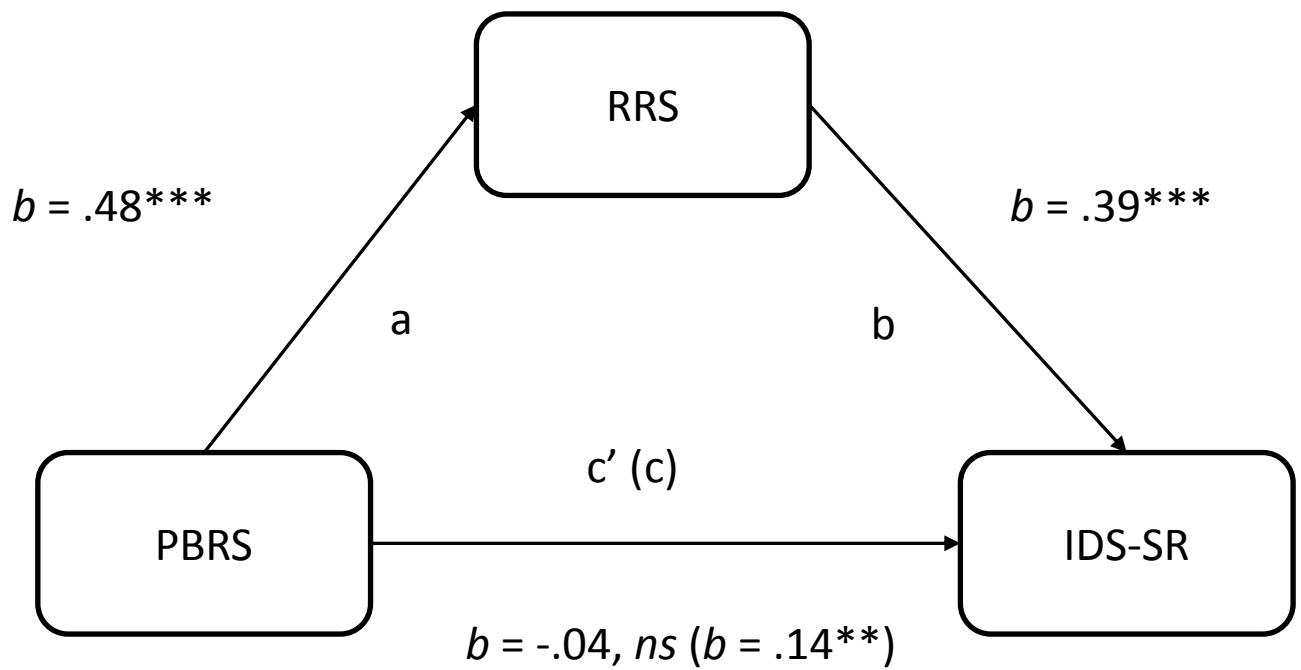 RRS
b = .48***
b = .39***
a
b
c’ (c)
PBRS
IDS-SR
b = -.04, ns (b = .14**)